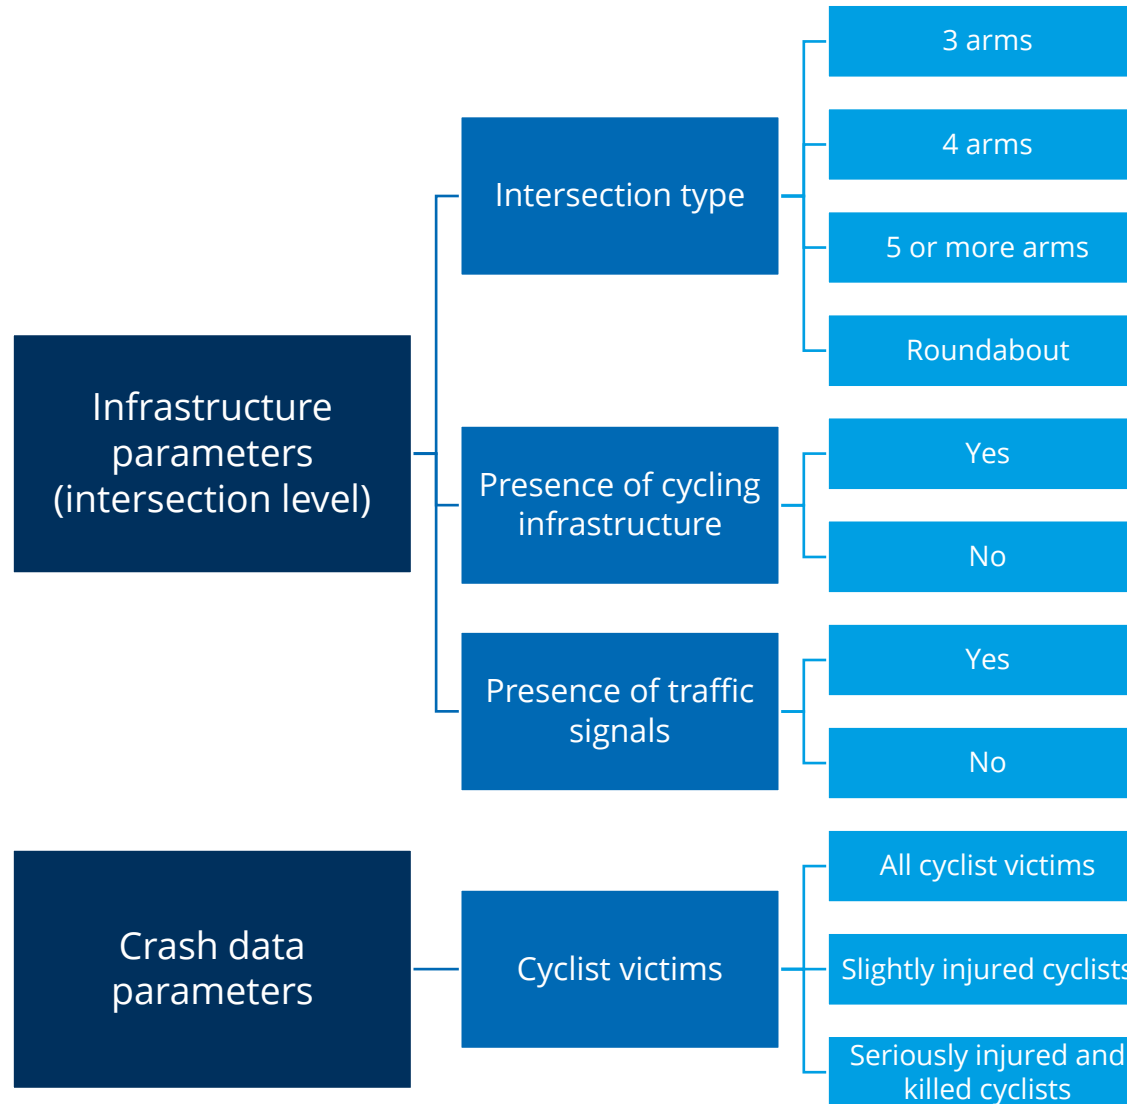 Infrastructure
parameters
(intersection level)
Intersection type
3 arms
4 arms
5 or more arms
Roundabout
Presence of cycling
infrastructure
Yes
No
Presence of traffic
signals
Yes
No
Crash data
parameters
Cyclist victims
All cyclist victims
Slightly injured cyclists
Seriously injured and
killed cyclists